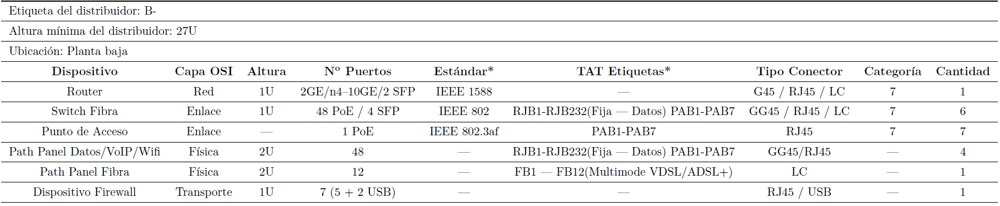 Etiqueta del distribuidor: B-
Altura mínima del distribuidor: 27U
Ubicación: Planta baja
Dispositivo Capa OSI Altura Nº Puertos Estándar* TAT Etiquetas* Tipo Conector Categoría Cantidad
Router Red 1U 2GE/n4–10GE/2 SFP IEEE 1588 — G45 / RJ45 / LC 7 1
Switch Fibra Enlace 1U 48 PoE / 4 SFP IEEE 802 RJB1-RJB232(Fija — Datos) PAB1-PAB7 GG45 / RJ45 / LC 7 6
Punto de Acceso Enlace — 1 PoE IEEE 802.3af PAB1-PAB7 RJ45 7 7
Path Panel Datos/VoIP/Wifi Física 2U 48 — RJB1-RJB232(Fija — Datos) PAB1-PAB7 GG45/RJ45 — 4
Path Panel Fibra Física 2U 12 — FB1 — FB12(Multimode VDSL/ADSL+) LC — 1
Dispositivo Firewall Transporte 1U 7 (5 + 2 USB) — — RJ45 / USB — 1